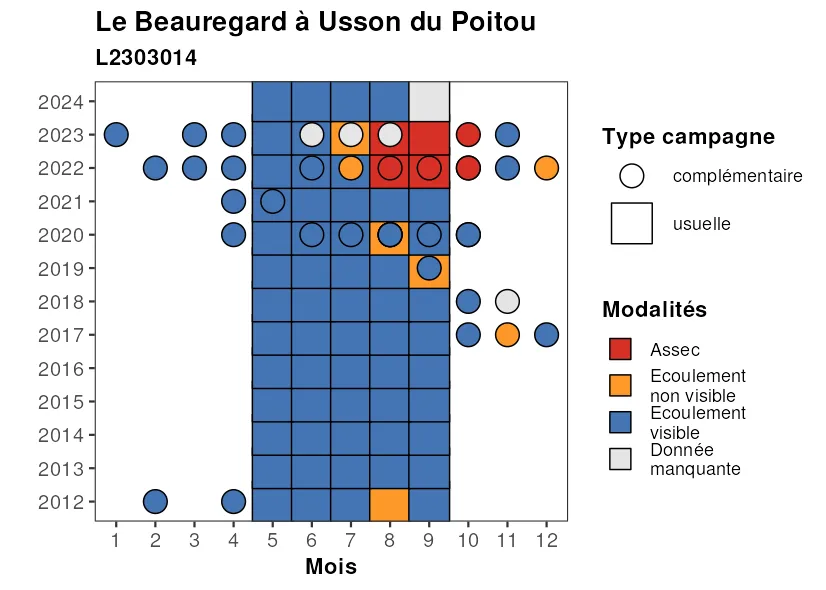 Le Beauregard à Usson du Poitou
L2303014
2024
2023
2022
2021
2020
2019
2018
2017
2016
2015
2014
2013
2012
1 2 3 4 5 6 7 8 9 10 11 12
Mois
Type campagne
complémentaire
usuelle
Modalités
Assec
Ecoulement
non visible
Ecoulement
visible
Donnée
manquante